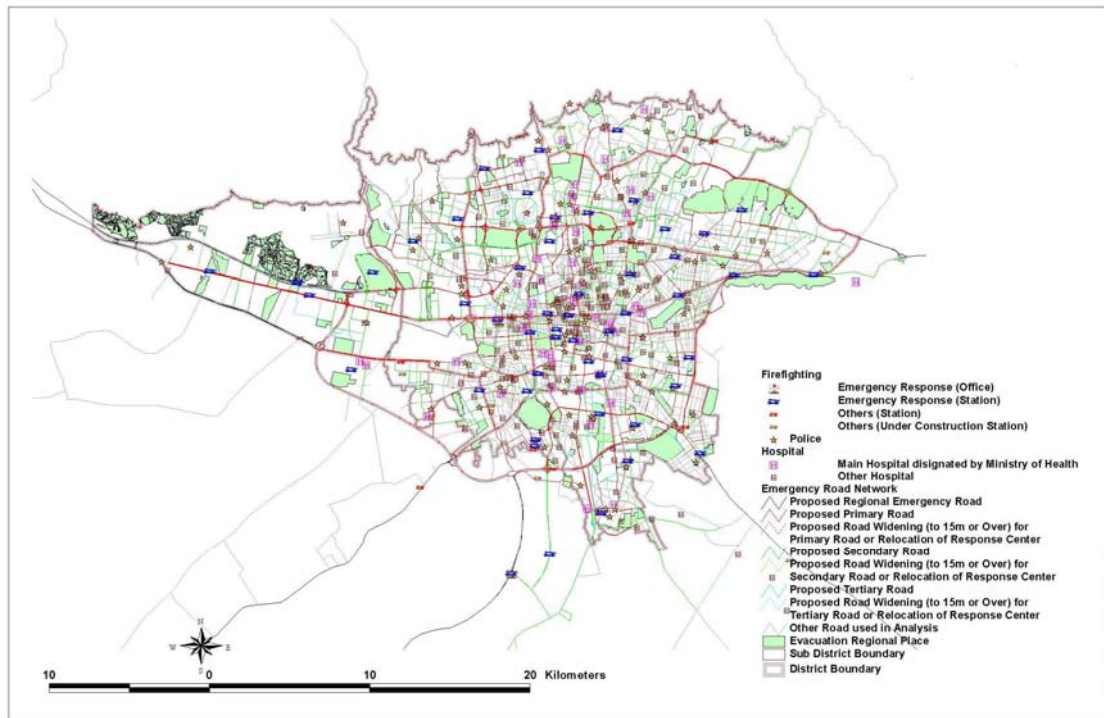 Firefighting
Emergency Response (Office)
Emergency Response (Station)
Others (Station)
Others (Under Construction Station)
Police
Hospital
Main Hospital disignated by Ministry of Health
Other Hospital
Emergency Road Network
Proposed Regional Emergency Road
Proposed Primary Road
Proposed Road Widening (to 15m or Over) for
Primary Road or Relocation of Response Center
Proposed Secondary Road
Proposed Road Widening (to 15m or Over) for
Secondary Road or Relocation of Response Center
Proposed Tertiary Road
Proposed Road Widening (to 15m or Over) for
Tertiary Road or Relocation of Response Center
Other Road used in Analysis
Evacuation Regional Place
Sub District Boundary
District Boundary
N
W E
S
10 0 10 20 Kilometers